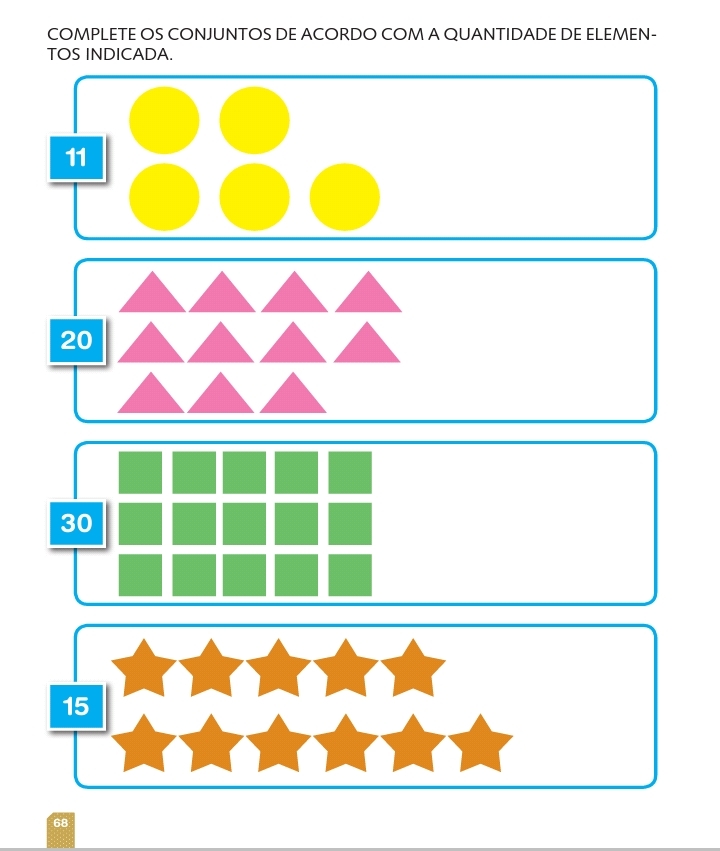 COMPLETE OS CONJUNTOS DE ACORDO COM A QUANTIDADE DE ELEMEN-
TOS INDICADA.
11
20
30
15
68